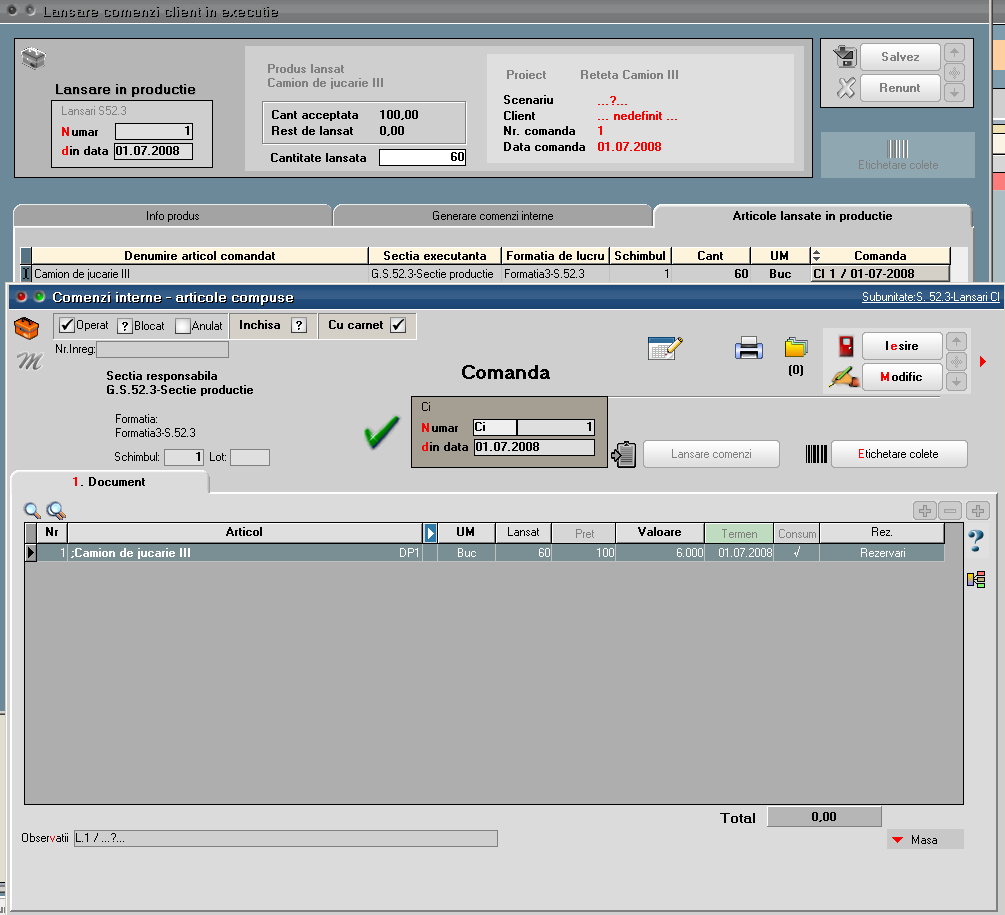 Lansare comenzi client in executie
Lansare in productie
Lansari S52.3
Numar 1
din data 01.07.2008
Produs lansat
Camion de jucarie III
Cant acceptata 100,00
Rest de lansat 0,00
Cantitate lansata 60
Proiect Reteta Camion III
Scenariu ...?...
Client ... nedefinit ...
Nr. comanda 1
Data comanda 01.07.2008
Salvez
Renunt
Etichetare colete
Info produs Generare comenzi interne Articole lansate in productie
Denumire articol comandat Sectia executanta Formatia de lucru Schimbul Cant UM Comanda
Camion de jucarie III G.S.52.3-Sectie productie Formatia3-S.52.3 1 60 Buc CI 1 / 01-07-2008
Comenzi interne - articole compuse Subunitate:S. 52.3-Lansari CI
Operat ? Blocat Anulat Inchisa ? Cu carnet
Nr.Inreg:
Sectia responsabila
G.S.52.3-Sectie productie
Formatia:
Formatia3-S.52.3
Schimbul: 1 Lot:
Comanda
Ci
Numar Ci 1
din data 01.07.2008
(0)
Iesire
Modific
Lansare comenzi
Etichetare colete
1. Document
Nr Articol UM Lansat Pret Valoare Termen Consum Rez.
1 ;Camion de jucarie III DP1 Buc 60 100 6.000 01.07.2008 √ Rezervari
?
Total 0,00
Observatii L.1 / ...?...
Masa